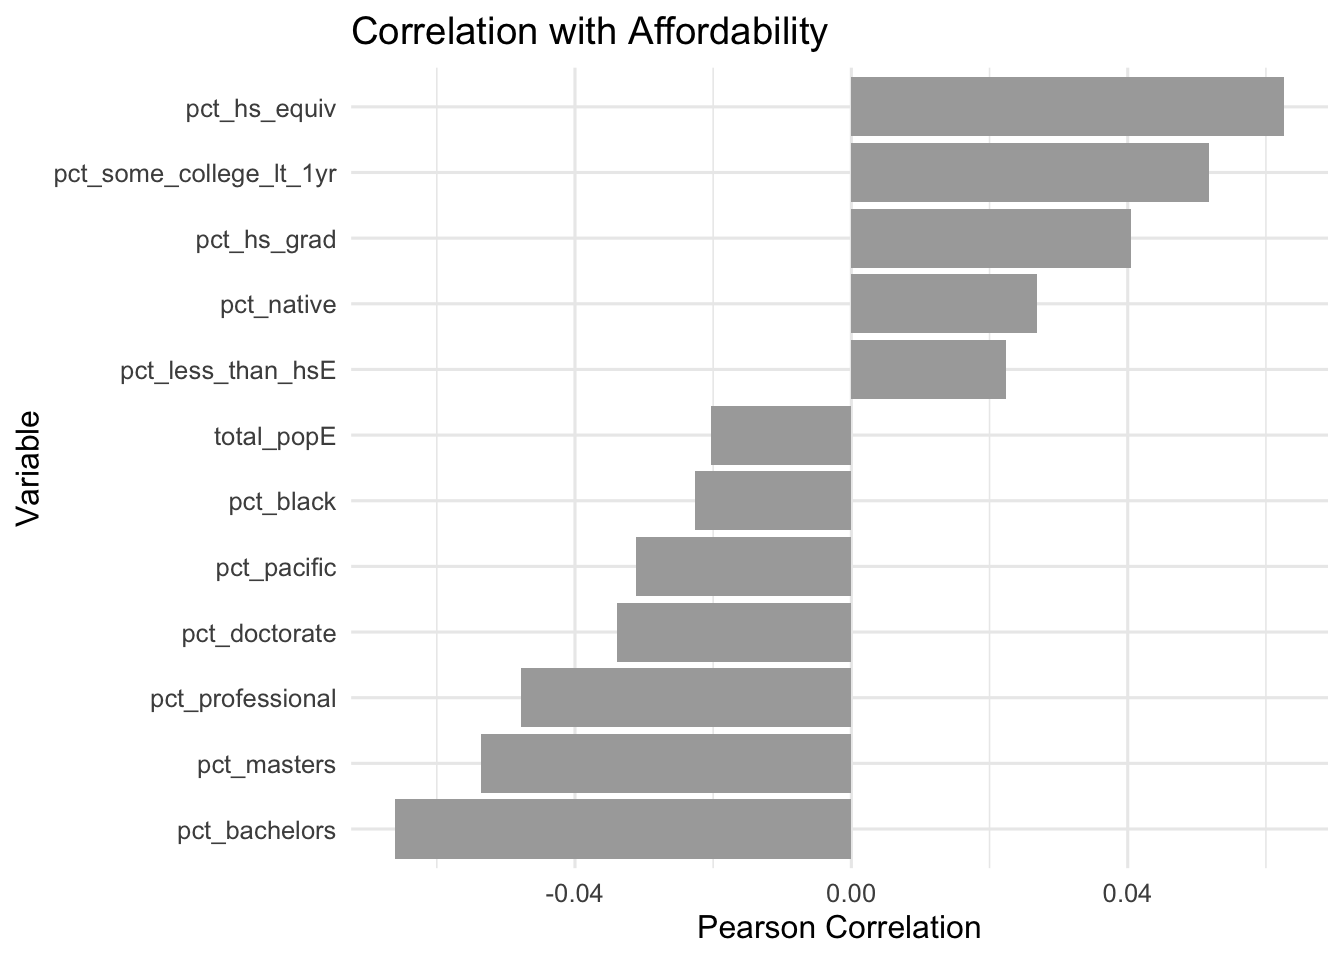 Correlation with Affordability
Variable
pct_hs_equiv
pct_some_college_lt_1yr
pct_hs_grad
pct_native
pct_less_than_hsE
total_popE
pct_black
pct_pacific
pct_doctorate
pct_professional
pct_masters
pct_bachelors
-0.04 0.00 0.04
Pearson Correlation